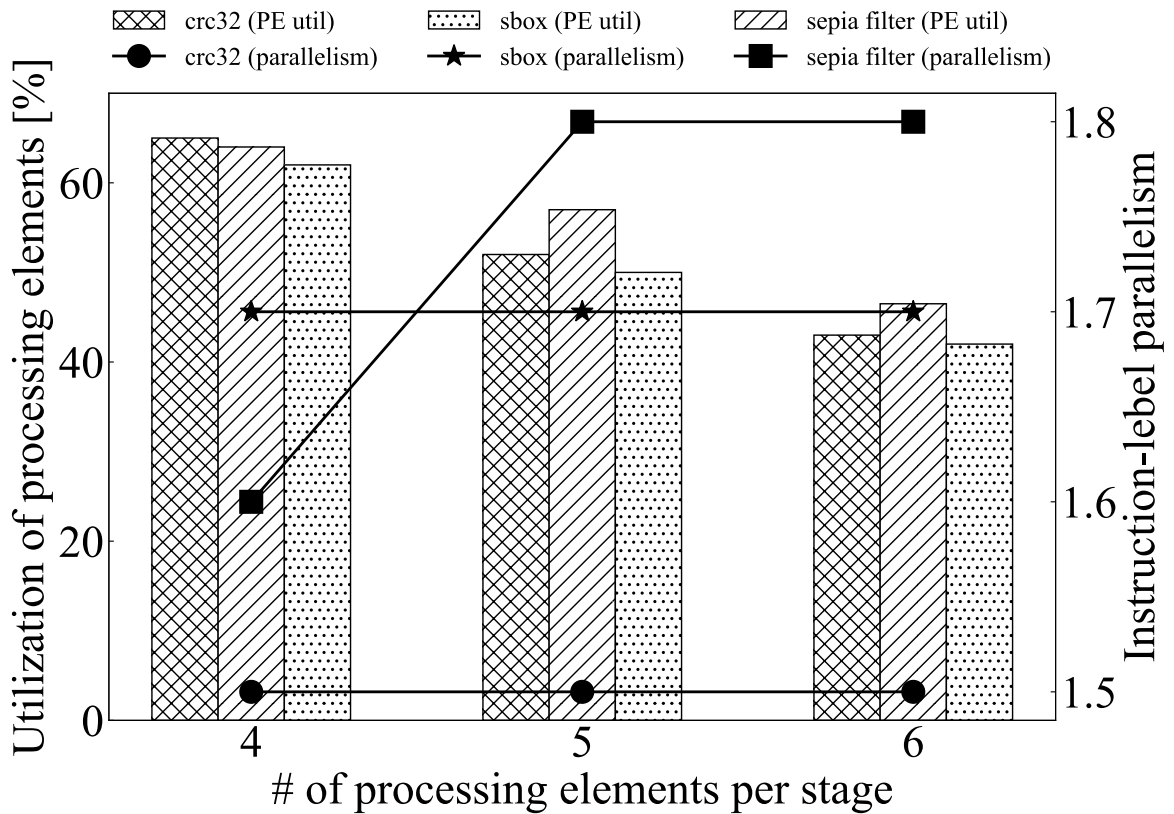 crc32 (PE util) sbox (PE util) sepia filter (PE util)
crc32 (parallelism) sbox (parallelism) sepia filter (parallelism)
Utilization of processing elements [%]
60
40
20
0
1.8
1.7
1.6
1.5
Instruction-lebel parallelism
4 5 6
# of processing elements per stage